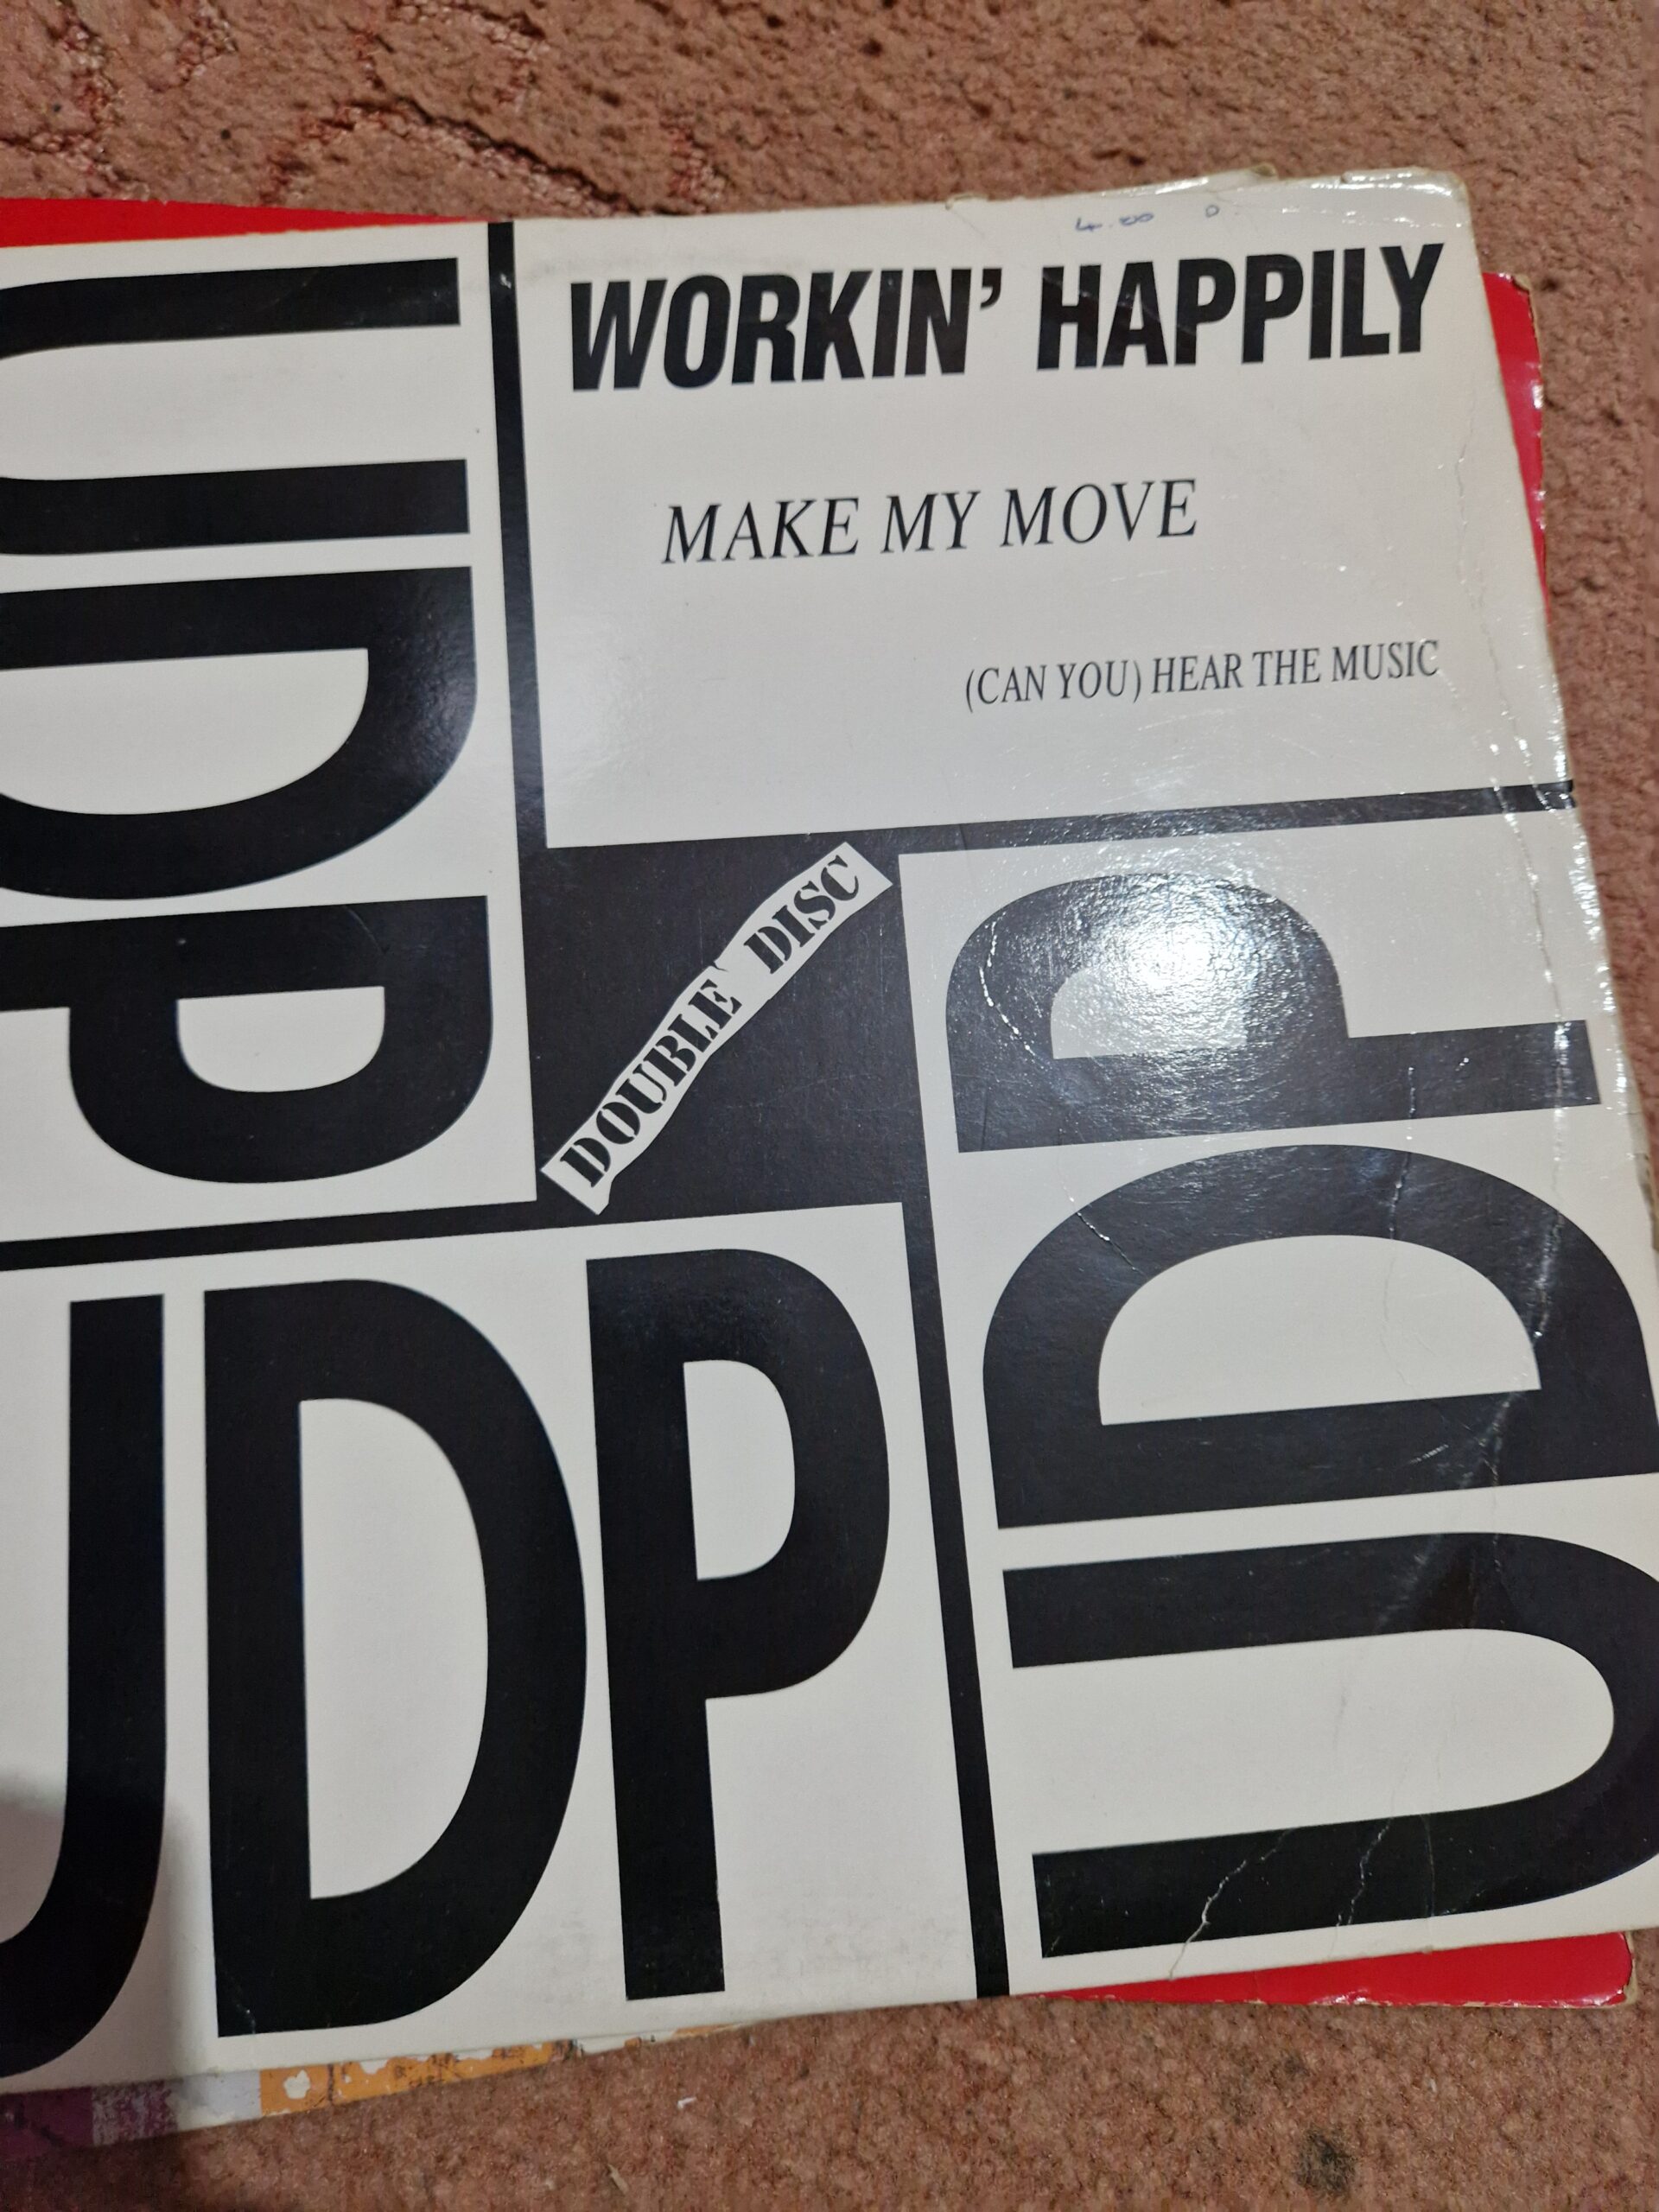 4.00 D
WORKIN' HAPPILY
MAKE MY MOVE
(CAN YOU) HEAR THE MUSIC
UDP
DOUBLE DISC
UDP
UDP